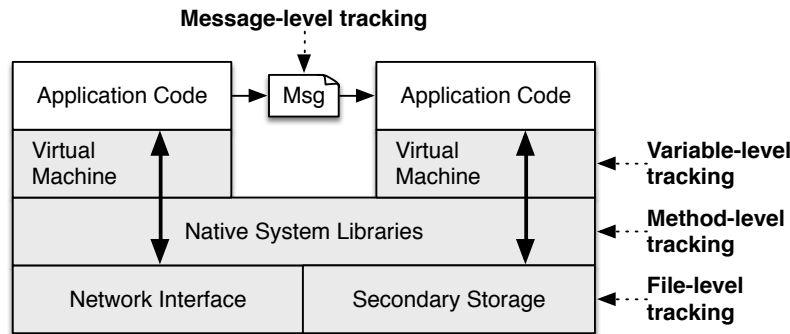 Message-level tracking
Application Code
Msg
Application Code
Virtual
Machine
Virtual
Machine
Variable-level
tracking
Native System Libraries
Method-level
tracking
Network Interface
Secondary Storage
File-level
tracking